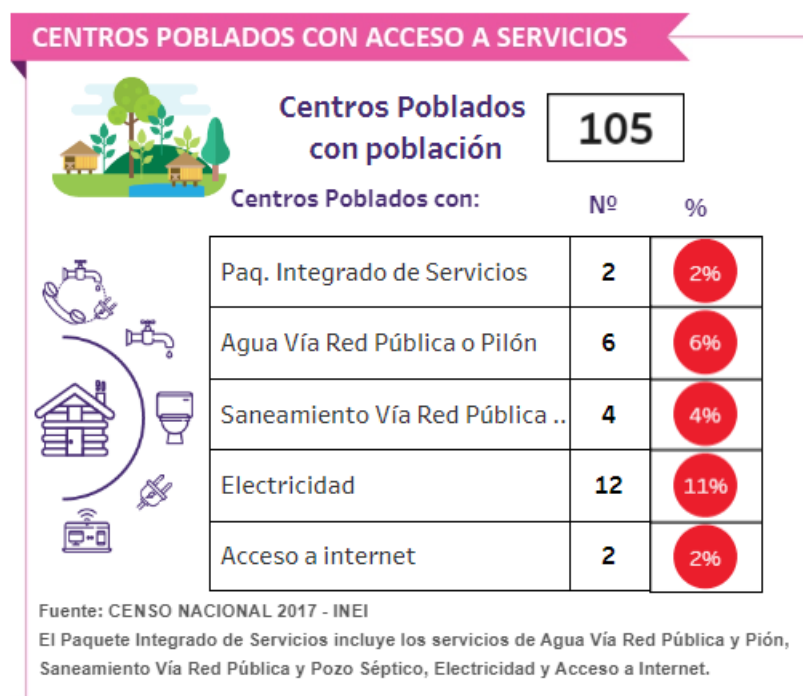 CENTROS POBLADOS CON ACCESO A SERVICIOS
Centros Poblados
con población
105
Centros Poblados con: Nº %
Paq. Integrado de Servicios 2 2%
Agua Vía Red Pública o Pilón 6 6%
Saneamiento Vía Red Pública .. 4 4%
Electricidad 12 11%
Acceso a internet 2 2%
Fuente: CENSO NACIONAL 2017 - INEI
El Paquete Integrado de Servicios incluye los servicios de Agua Vía Red Pública y Pión,
Saneamiento Vía Red Pública y Pozo Séptico, Electricidad y Acceso a Internet.